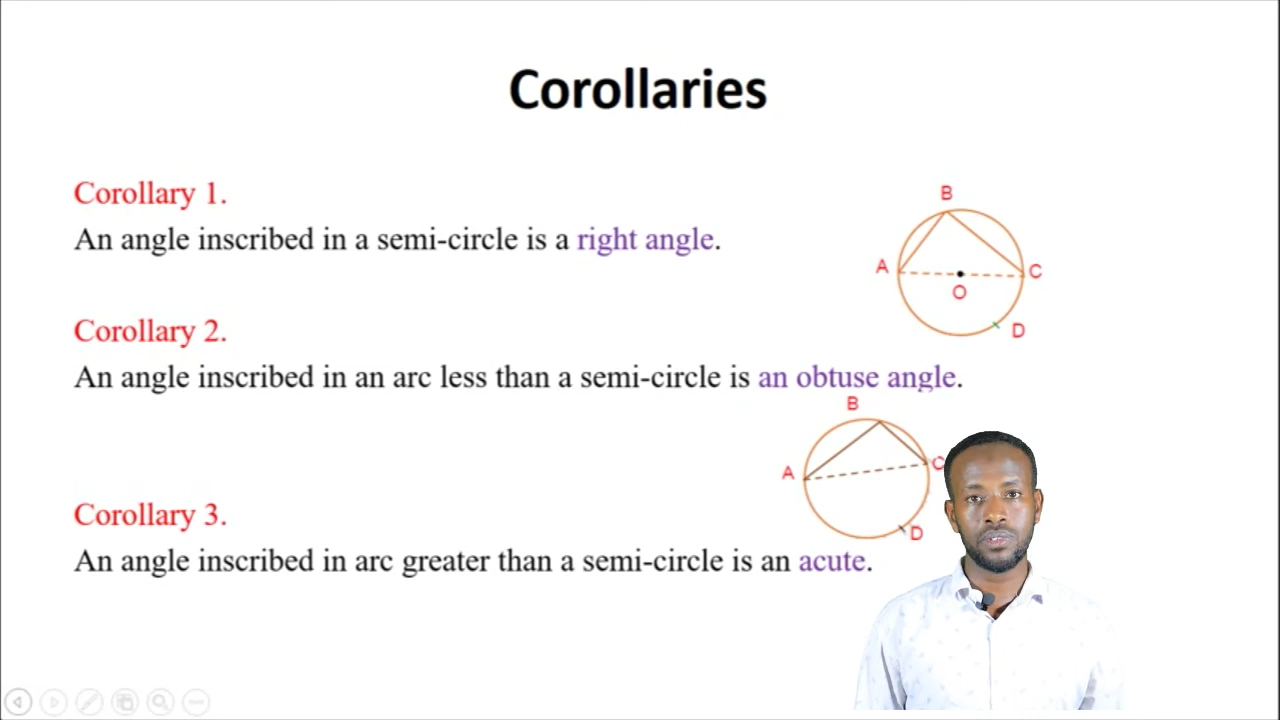 Corollaries
Corollary 1.
An angle inscribed in a semi-circle is a right angle.
B
A
C
O
D
Corollary 2.
An angle inscribed in an arc less than a semi-circle is an obtuse angle.
B
A
C
D
Corollary 3.
An angle inscribed in arc greater than a semi-circle is an acute.